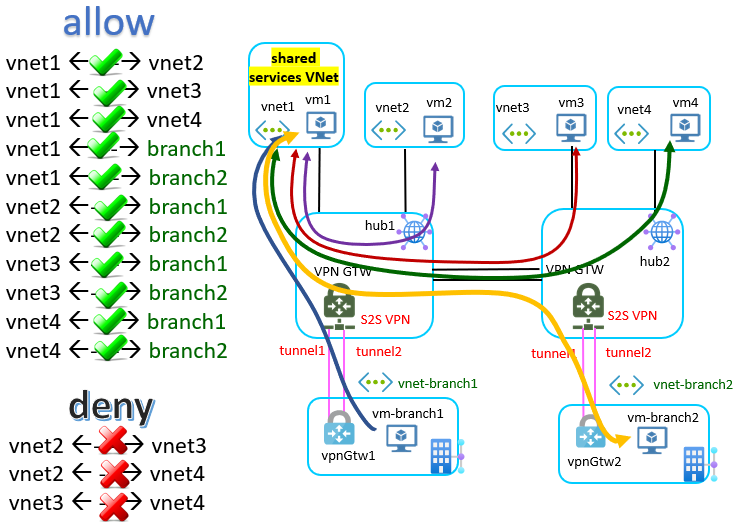 allow
vnet1 vnet2
vnet1 vnet3
vnet1 vnet4
vnet1 branch1
vnet1 branch2
vnet2 branch1
vnet2 branch2
vnet3 branch1
vnet3 branch2
vnet4 branch1
vnet4 branch2
deny
vnet2 vnet3
vnet2 vnet4
vnet3 vnet4
shared
services VNet
vnet1 vm1
vnet2 vm2
vnet3 vm3
vnet4 vm4
hub1
VPN GTW
S2S VPN
tunnel1 tunnel2
vnet-branch1
vm-branch1
vpnGtw1
hub2
VPN GTW
S2S VPN
tunnel1 tunnel2
vnet-branch2
vm-branch2
vpnGtw2